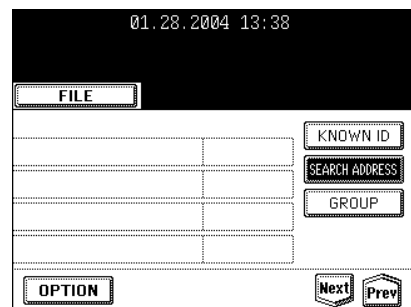 01.28.2004 13:38
FILE
KNOWN ID
SEARCH ADDRESS
GROUP
OPTION
Next
Prev